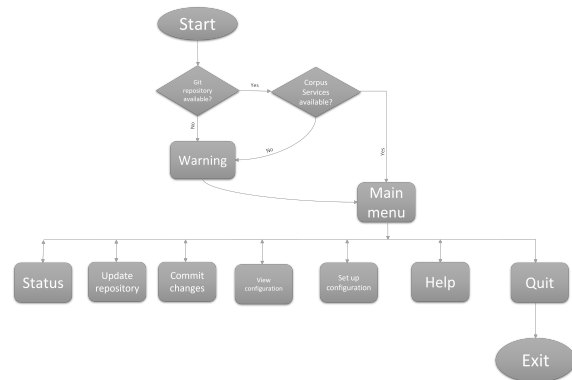 Start
Git
repository
available?
Yes
Corpus
Services
available?
No
No
Yes
Warning
Main
menu
Status
Update
repository
Commit
changes
View
configuration
Set up
configuration
Help
Quit
Exit